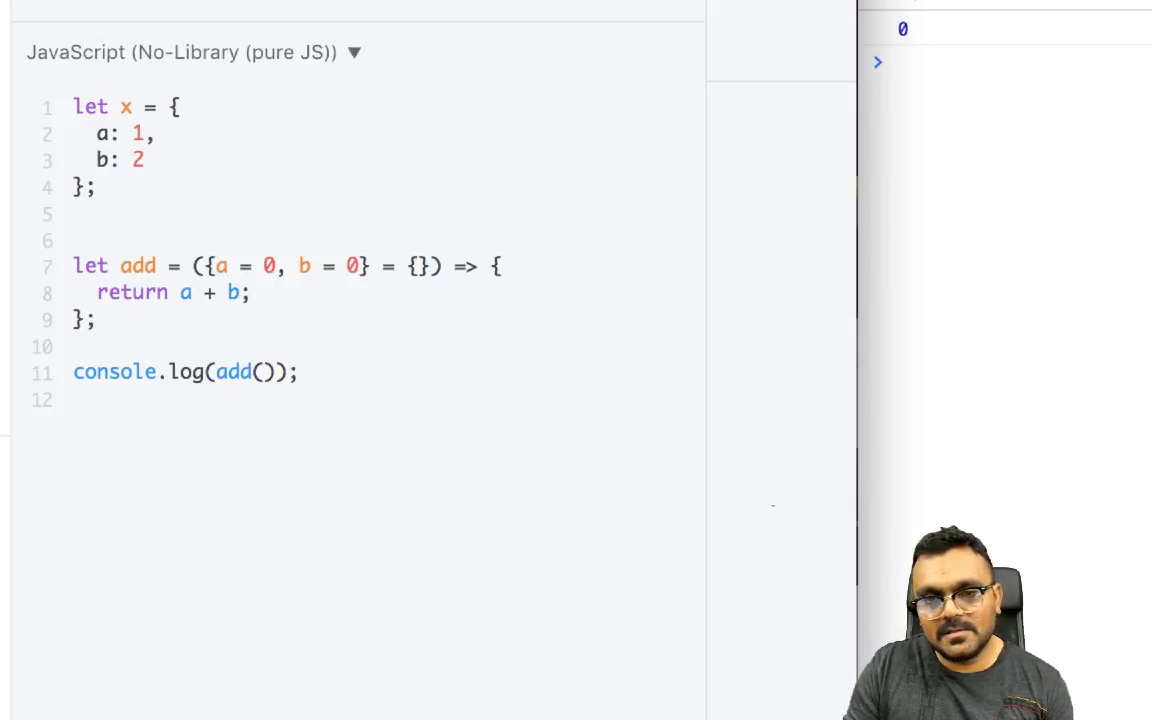 JavaScript (No-Library (pure JS)) ▼
1 let x = {
2   a: 1,
3   b: 2
4 };
5
6
7 let add = ({a = 0, b = 0} = {}) => {
8   return a + b;
9 };
10
11 console.log(add());
12
0
>